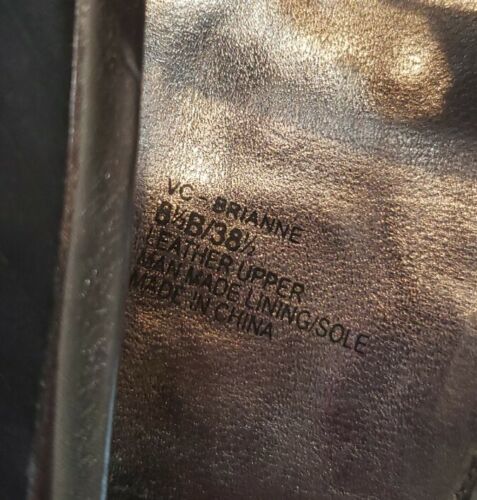 VC - BRIANNE
8½B/38½
LEATHER UPPER
MAN MADE LINING/SOLE
MADE IN CHINA